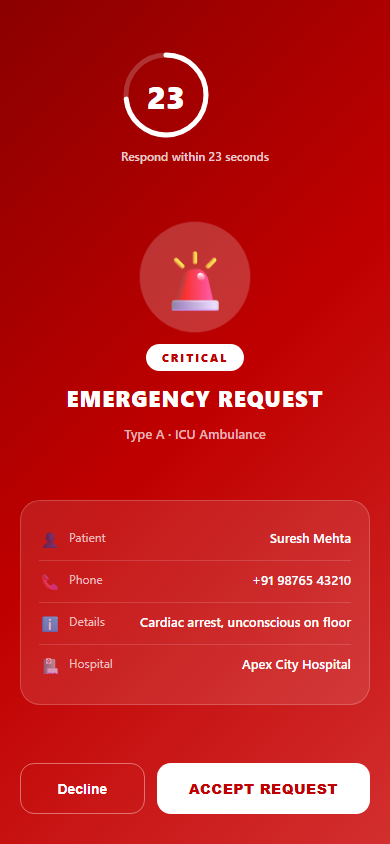 23
Respond within 23 seconds
CRITICAL
EMERGENCY REQUEST
Type A · ICU Ambulance
Patient Suresh Mehta
Phone +91 98765 43210
Details Cardiac arrest, unconscious on floor
Hospital Apex City Hospital
Decline ACCEPT REQUEST